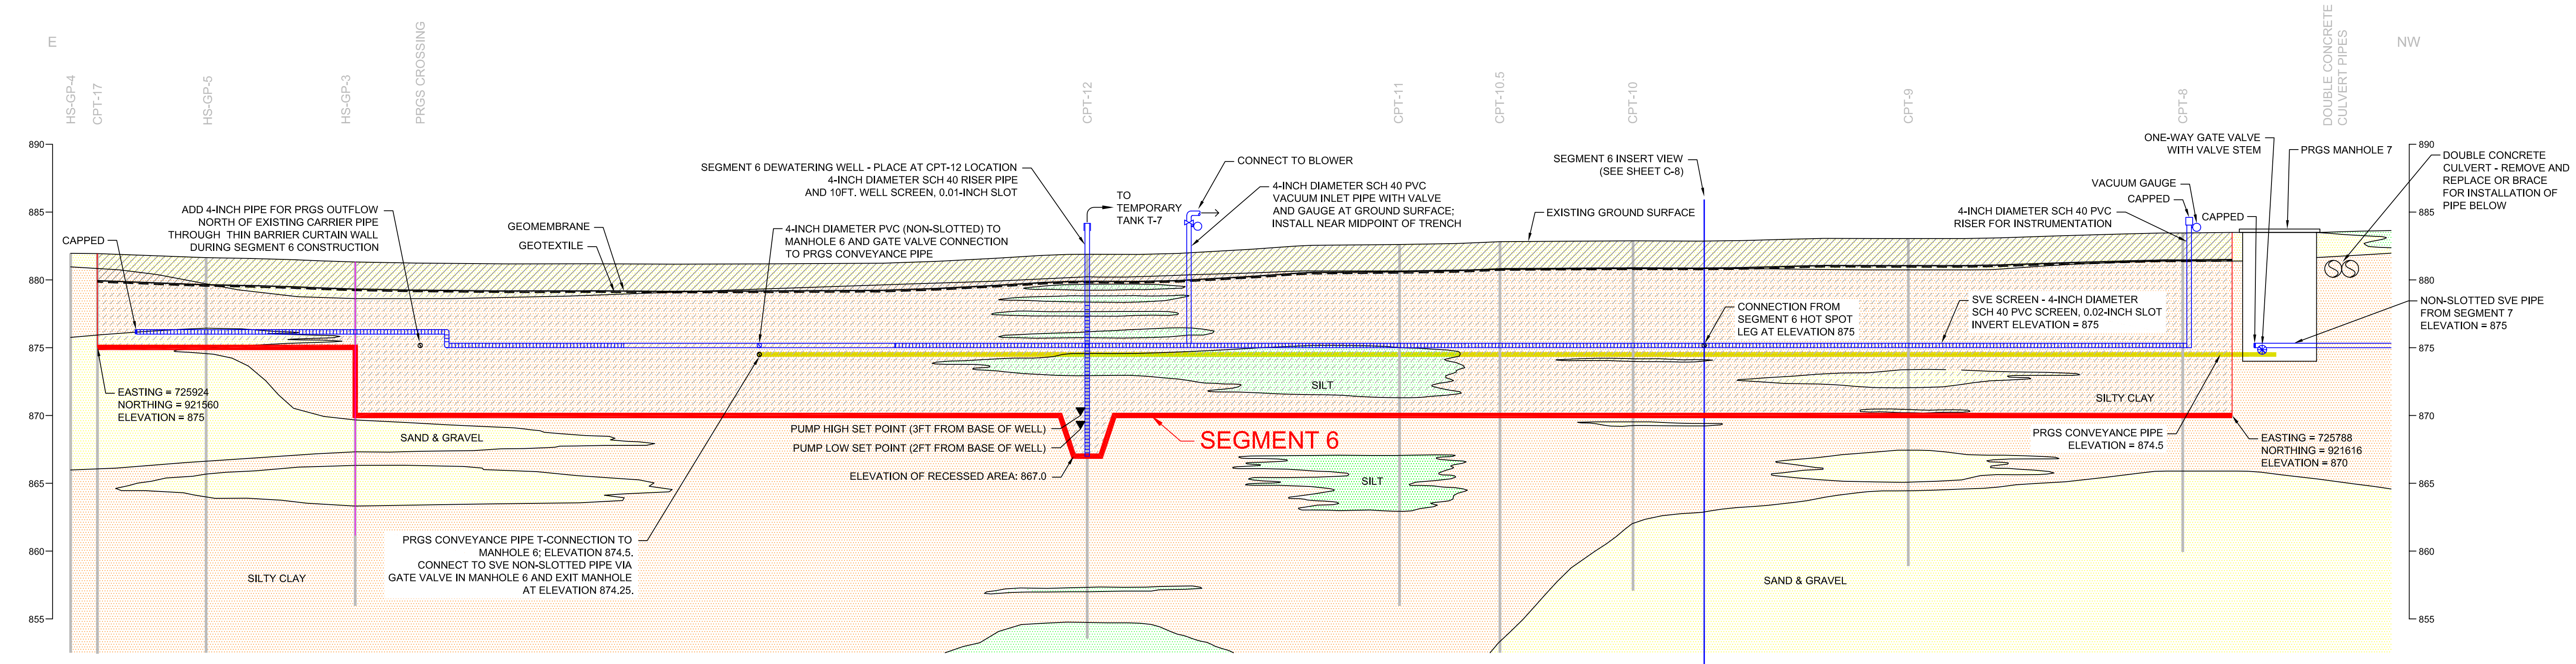 E
NW
HS-GP-4
CPT-17
HS-GP-5
HS-GP-3
PRGS CROSSING
CPT-12
CPT-11
CPT-10.5
CPT-10
CPT-9
CPT-8
DOUBLE CONCRETE
CULVERT PIPES
890
885
880
875
870
865
860
855
CAPPED
ADD 4-INCH PIPE FOR PRGS OUTFLOW
NORTH OF EXISTING CARRIER PIPE
THROUGH THIN BARRIER CURTAIN WALL
DURING SEGMENT 6 CONSTRUCTION
GEOMEMBRANE
GEOTEXTILE
SEGMENT 6 DEWATERING WELL - PLACE AT CPT-12 LOCATION
4-INCH DIAMETER SCH 40 RISER PIPE
AND 10FT. WELL SCREEN, 0.01-INCH SLOT
4-INCH DIAMETER PVC (NON-SLOTTED) TO
MANHOLE 6 AND GATE VALVE CONNECTION
TO PRGS CONVEYANCE PIPE
TO
TEMPORARY
TANK T-7
CONNECT TO BLOWER
4-INCH DIAMETER SCH 40 PVC
VACUUM INLET PIPE WITH VALVE
AND GAUGE AT GROUND SURFACE;
INSTALL NEAR MIDPOINT OF TRENCH
SEGMENT 6 INSERT VIEW
(SEE SHEET C-8)
EXISTING GROUND SURFACE
ONE-WAY GATE VALVE
WITH VALVE STEM
VACUUM GAUGE
CAPPED
CAPPED
4-INCH DIAMETER SCH 40 PVC
RISER FOR INSTRUMENTATION
PRGS MANHOLE 7
DOUBLE CONCRETE
CULVERT - REMOVE AND
REPLACE OR BRACE
FOR INSTALLATION OF
PIPE BELOW
NON-SLOTTED SVE PIPE
FROM SEGMENT 7
ELEVATION = 875
CONNECTION FROM
SEGMENT 6 HOT SPOT
LEG AT ELEVATION 875
SVE SCREEN - 4-INCH DIAMETER
SCH 40 PVC SCREEN, 0.02-INCH SLOT
INVERT ELEVATION = 875
EASTING = 725924
NORTHING = 921560
ELEVATION = 875
SILT
SILTY CLAY
SAND & GRAVEL
PUMP HIGH SET POINT (3FT FROM BASE OF WELL)
PUMP LOW SET POINT (2FT FROM BASE OF WELL)
SEGMENT 6
ELEVATION OF RECESSED AREA: 867.0
PRGS CONVEYANCE PIPE
ELEVATION = 874.5
EASTING = 725788
NORTHING = 921616
ELEVATION = 870
SILT
PRGS CONVEYANCE PIPE T-CONNECTION TO
MANHOLE 6; ELEVATION 874.5.
CONNECT TO SVE NON-SLOTTED PIPE VIA
GATE VALVE IN MANHOLE 6 AND EXIT MANHOLE
AT ELEVATION 874.25.
SILTY CLAY
SAND & GRAVEL
890
885
880
875
870
865
860
855